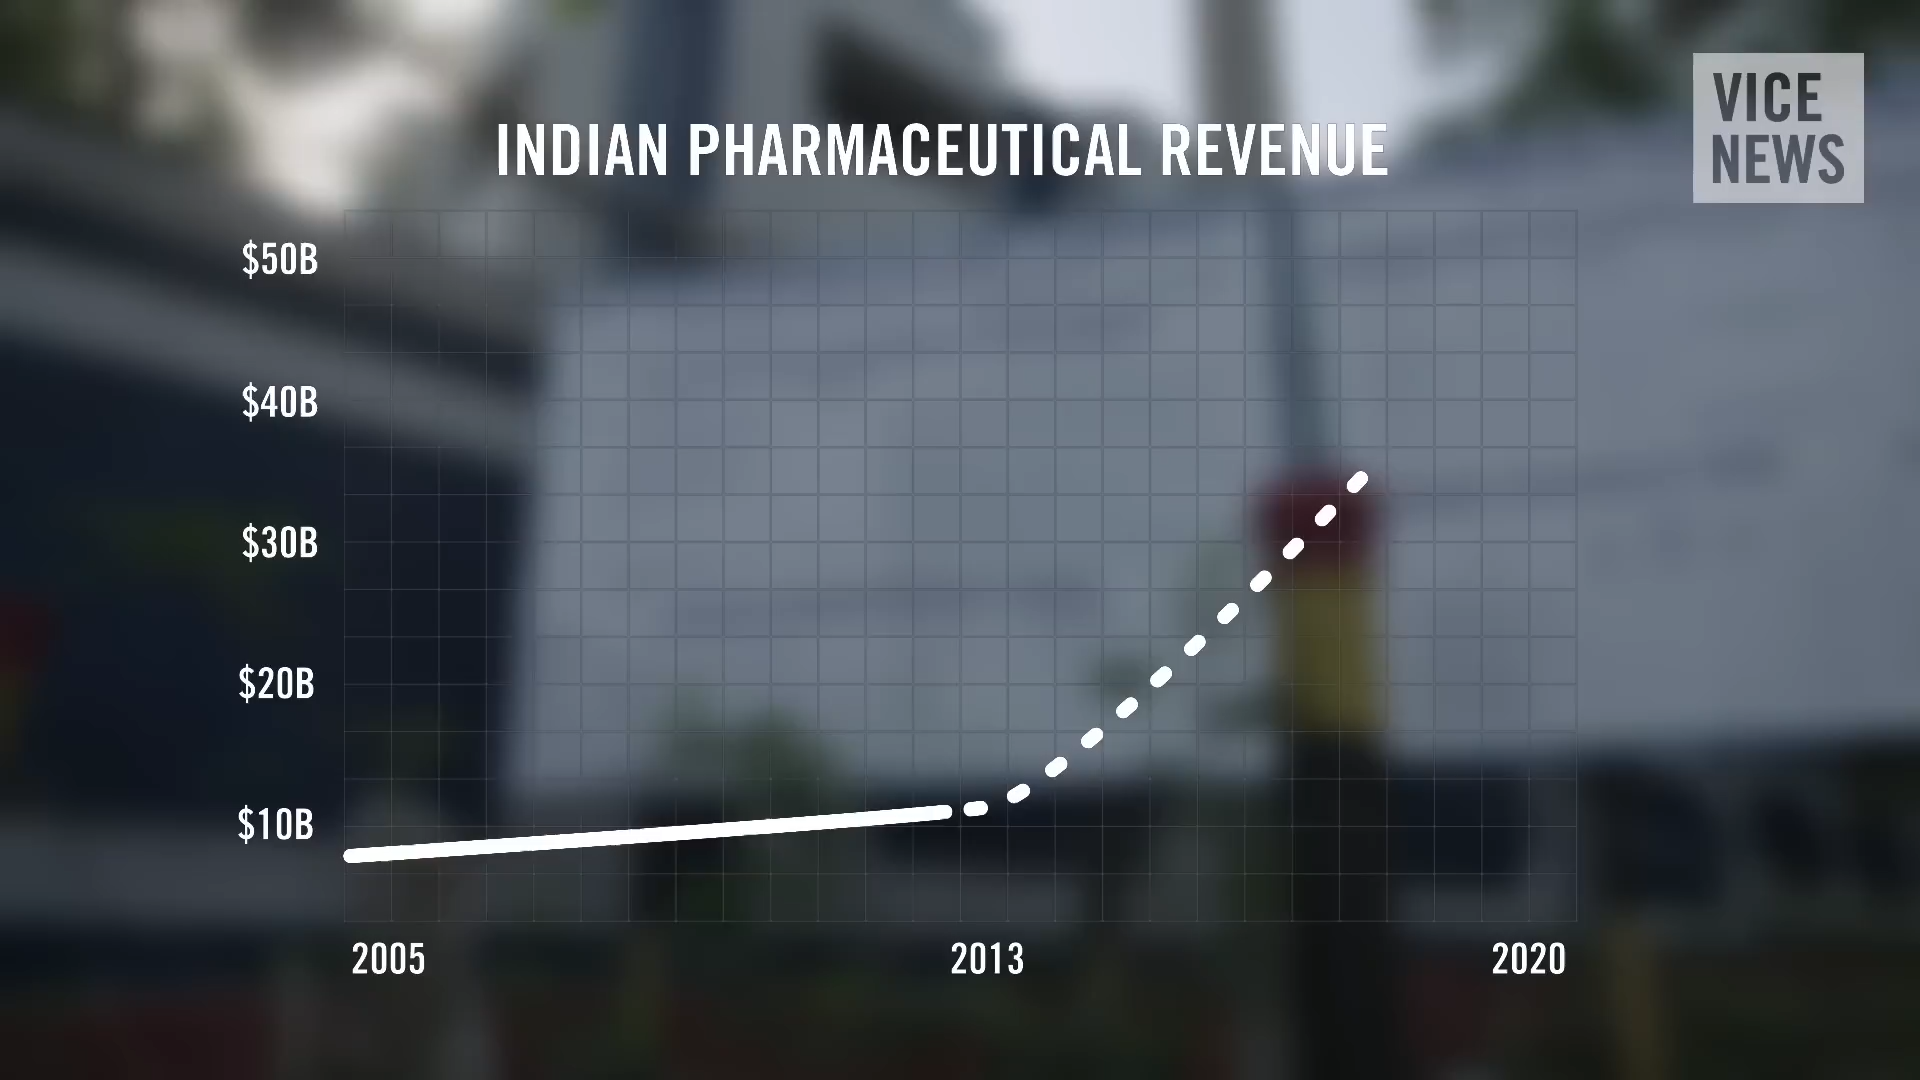 INDIAN PHARMACEUTICAL REVENUE
VICE
NEWS
$50B
$40B
$30B
$20B
$10B
2005
2013
2020